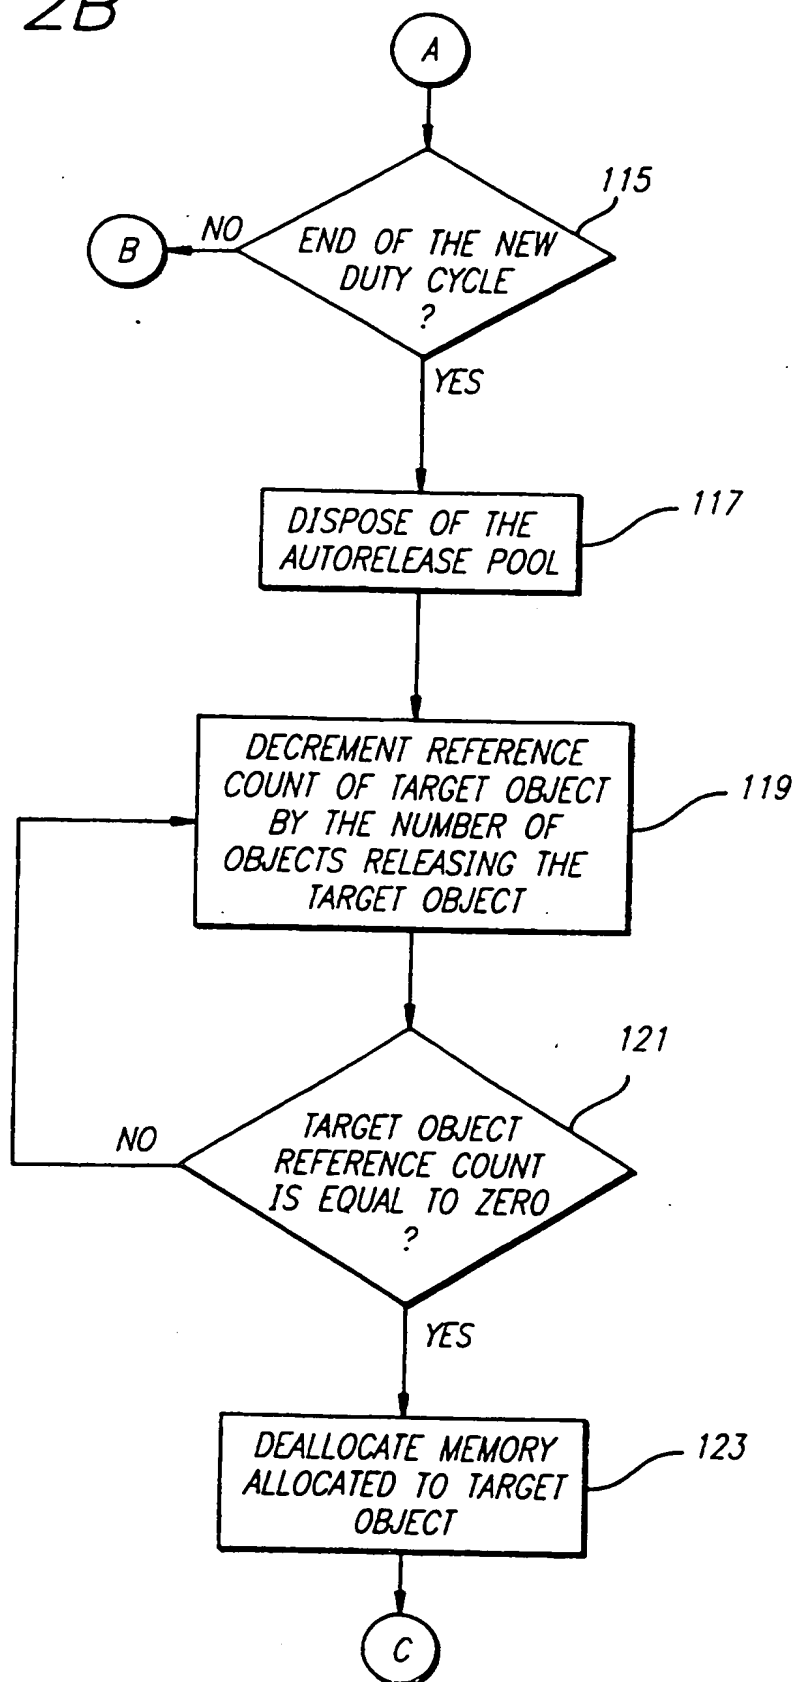 2B
A
115
END OF THE NEW
DUTY CYCLE
?
NO
B
YES
DISPOSE OF THE
AUTORELEASE POOL
117
DECREMENT REFERENCE
COUNT OF TARGET OBJECT
BY THE NUMBER OF
OBJECTS RELEASING THE
TARGET OBJECT
119
121
TARGET OBJECT
REFERENCE COUNT
IS EQUAL TO ZERO
?
NO
YES
DEALLOCATE MEMORY
ALLOCATED TO TARGET
OBJECT
123
C